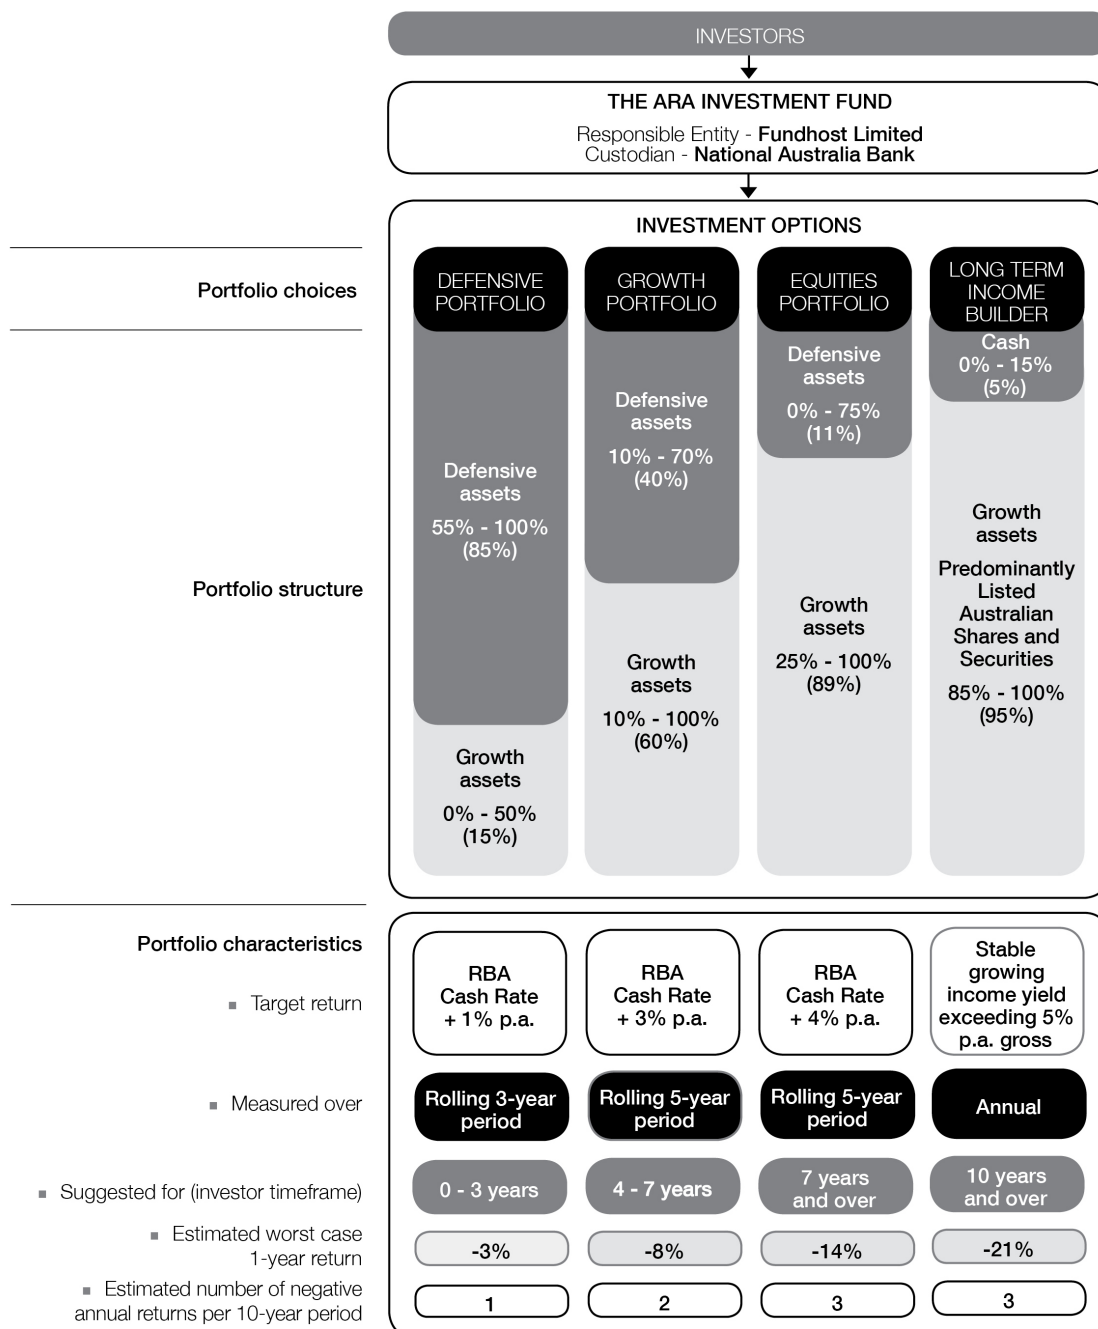 INVESTORS
THE ARA INVESTMENT FUND
Responsible Entity - Fundhost Limited
Custodian - National Australia Bank
INVESTMENT OPTIONS
Portfolio choices
DEFENSIVE
PORTFOLIO
GROWTH
PORTFOLIO
EQUITIES
PORTFOLIO
LONG TERM
INCOME
BUILDER
Portfolio structure
Defensive
assets
55% - 100%
(85%)
Growth
assets
0% - 50%
(15%)
Defensive
assets
10% - 70%
(40%)
Growth
assets
10% - 100%
(60%)
Defensive
assets
0% - 75%
(11%)
Growth
assets
25% - 100%
(89%)
Cash
0% - 15%
(5%)
Growth
assets
Predominantly
Listed
Australian
Shares and
Securities
85% - 100%
(95%)
Portfolio characteristics
▪ Target return
RBA
Cash Rate
+ 1% p.a.
RBA
Cash Rate
+ 3% p.a.
RBA
Cash Rate
+ 4% p.a.
Stable
growing
income yield
exceeding 5%
p.a. gross
▪ Measured over
Rolling 3-year
period
Rolling 5-year
period
Rolling 5-year
period
Annual
▪ Suggested for (investor timeframe)
0 - 3 years
4 - 7 years
7 years
and over
10 years
and over
▪ Estimated worst case
1-year return
-3%
-8%
-14%
-21%
▪ Estimated number of negative
annual returns per 10-year period
1
2
3
3